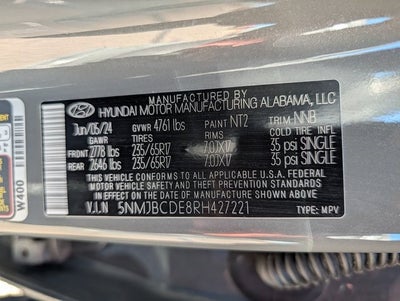 MANUFACTURED BY
HYUNDAI MOTOR MANUFACTURING ALABAMA, LLC
Jun/05/24 GVWR 4761 lbs PAINT NT2 TRIM NNB
GAWR TIRES RIMS COLD TIRE INF.
FRONT 2778 lbs 235/65R17 7.0JX17 35 psi SINGLE
REAR 2646 lbs 235/65R17 7.0JX17 35 psi SINGLE
THIS VEHICLE CONFORMS TO ALL APPLICABLE U.S.A. FEDERAL
MOTOR VEHICLE SAFETY AND THEFT PREVENTION STANDARDS
IN EFFECT ON THE DATE OF MANUFACTURE SHOWN ABOVE.
V.I.N 5NMJBCDE8RH427221 TYPE: MPV
W400